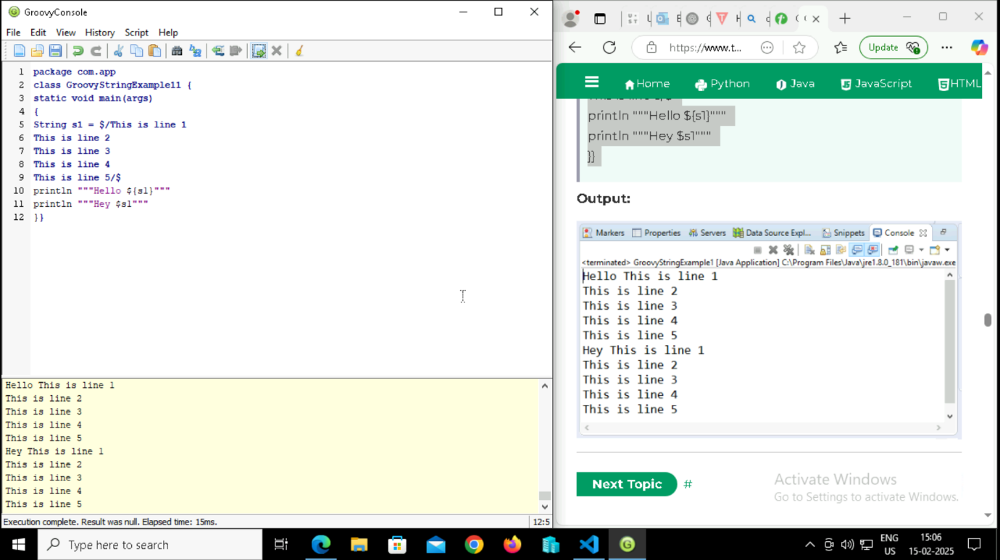 GroovyConsole
File Edit View History Script Help
1 package com.app
2 class GroovyStringExample11 {
3 static void main(args)
4 {
5 String s1 = $/This is line 1
6 This is line 2
7 This is line 3
8 This is line 4
9 This is line 5/$
10 println """Hello ${s1}"""
11 println """Hey $s1"""
12 }}
Hello This is line 1
This is line 2
This is line 3
This is line 4
This is line 5
Hey This is line 1
This is line 2
This is line 3
This is line 4
This is line 5
Execution complete. Result was null. Elapsed time: 15ms.
12:5
https://www.t...
Update
Home Python Java JavaScript HTML
println """Hello ${s1}"""
println """Hey $s1"""
}}
Output:
Markers Properties Servers Data Source Expl... Snippets Console
<terminated> GroovyStringExample1 [Java Application] C:\Program Files\Java\jre1.8.0_181\bin\javaw.exe
Hello This is line 1
This is line 2
This is line 3
This is line 4
This is line 5
Hey This is line 1
This is line 2
This is line 3
This is line 4
This is line 5
Next Topic #
Activate Windows
Go to Settings to activate Windows.
Type here to search
ENG
US
15:06
15-02-2025